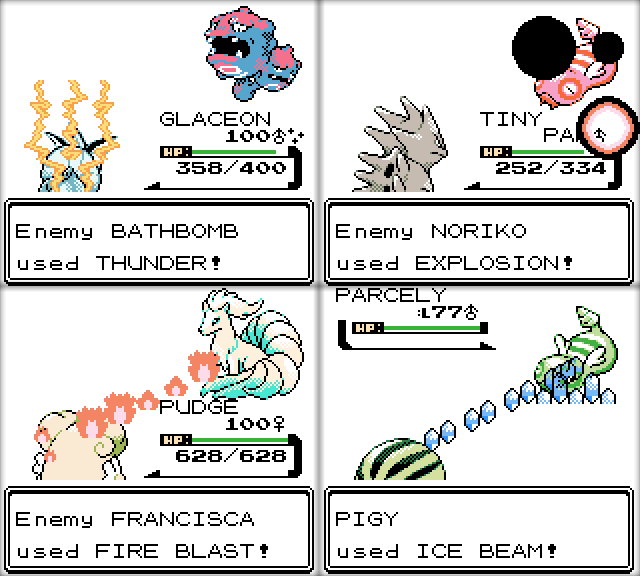 GLACEON
100♂
HP
358/400
Enemy BATHBOMB
used THUNDER!
TINY
PA
HP
252/334
Enemy NORIKO
used EXPLOSION!
PUDGE
100♀
HP
628/628
Enemy FRANCISCA
used FIRE BLAST!
PARCELY
:L77♂
HP
PIGY
used ICE BEAM!